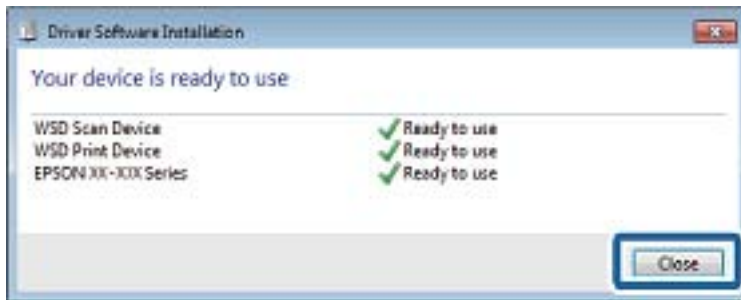 Driver Software Installation
Your device is ready to use
WSD Scan Device Ready to use
WSD Print Device Ready to use
EPSON XX-XXX Series Ready to use
Close